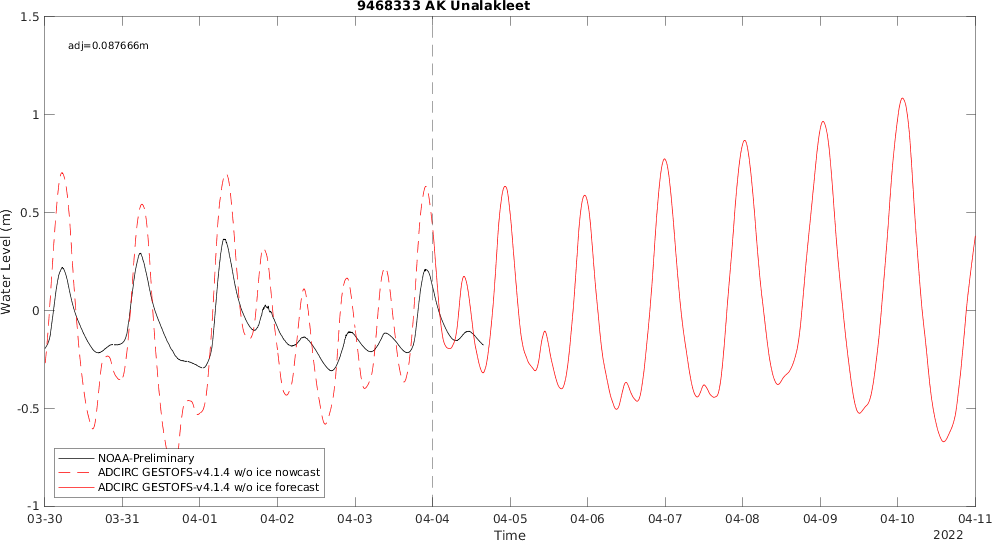 9468333 AK Unalakleet
adj=0.087666m
Water Level (m)
1.5
1
0.5
0
-0.5
-1
NOAA-Preliminary
ADCIRC GESTOFS-v4.1.4 w/o ice nowcast
ADCIRC GESTOFS-v4.1.4 w/o ice forecast
03-30 03-31 04-01 04-02 04-03 04-04 04-05 04-06 04-07 04-08 04-09 04-10 04-11
Time
2022